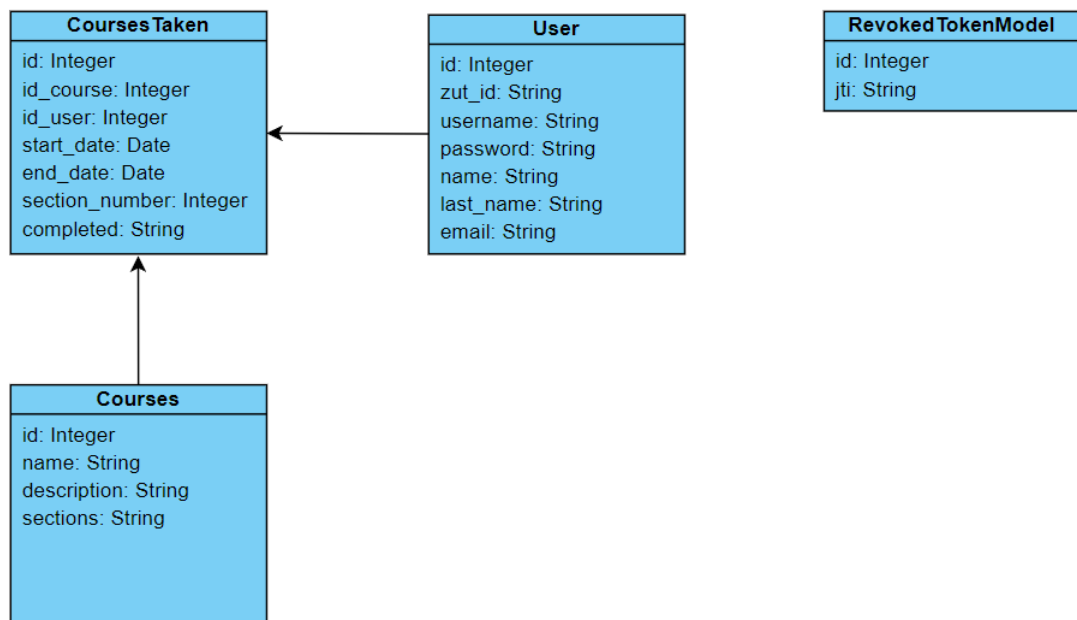 CoursesTaken
id: Integer
id_course: Integer
id_user: Integer
start_date: Date
end_date: Date
section_number: Integer
completed: String
User
id: Integer
zut_id: String
username: String
password: String
name: String
last_name: String
email: String
RevokedTokenModel
id: Integer
jti: String
Courses
id: Integer
name: String
description: String
sections: String